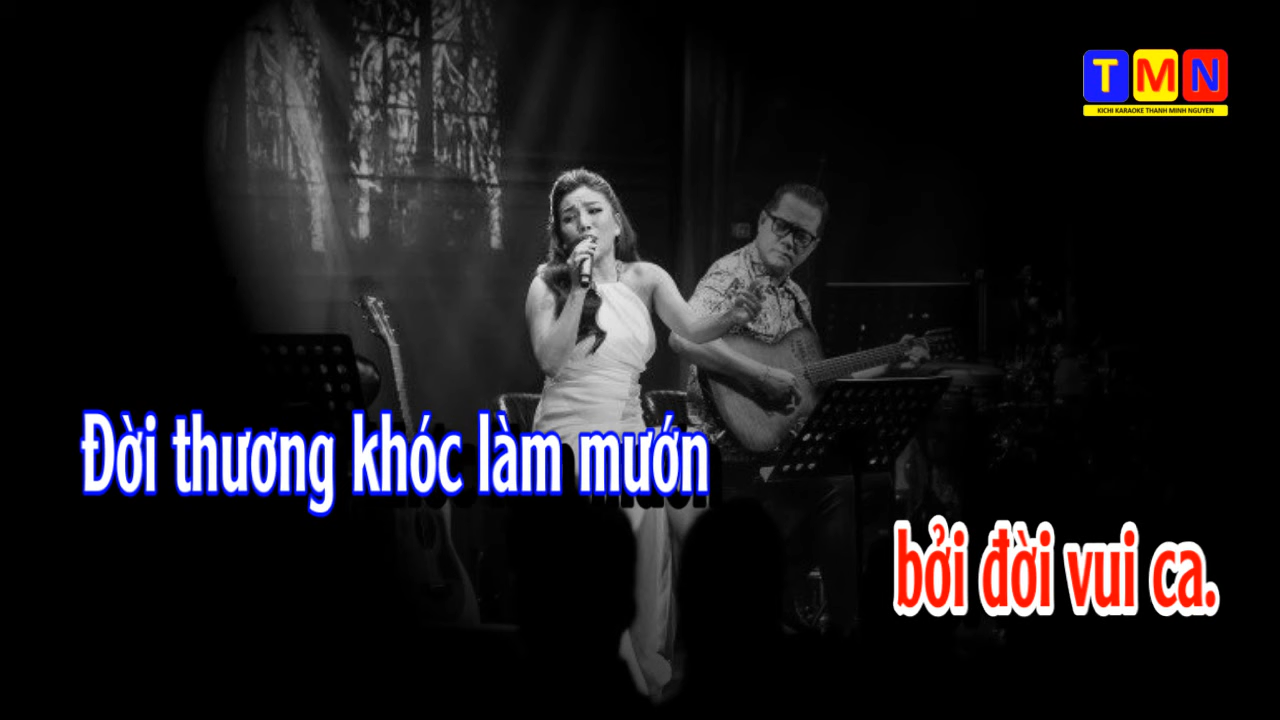 TMN
KICHI KARAOKE THANH MINH NGUYEN
Đời thương khóc làm mướn
bởi đời vui ca.